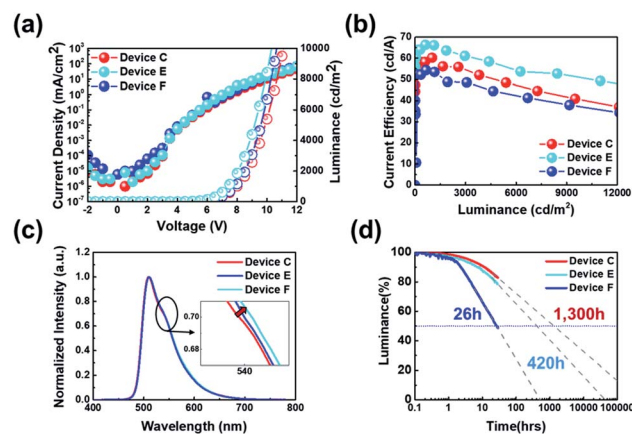 (a)
Device C
Device E
Device F
Current Density (mA/cm2)
10^3
10^2
10^1
10^0
10^-1
10^-2
10^-3
10^-4
10^-5
10^-6
10^-7
-2 0 2 4 6 8 10 12
Voltage (V)
10000
8000
6000
4000
2000
0
Luminance (cd/m2)
(b)
Current Efficiency (cd/A)
70
60
50
40
30
20
10
0
Device C
Device E
Device F
0 3000 6000 9000 12000
Luminance (cd/m2)
(c)
Normalized Intensity (a.u.)
1.0
0.8
0.6
0.4
0.2
0.0
Device C
Device E
Device F
0.70
0.68
540
400 500 600 700 800
Wavelength (nm)
(d)
Luminance(%)
100
80
60
40
20
0
Device C
Device E
Device F
26h
1,300h
420h
0.1 1 10 100 1000 10000 100000
Time(hrs)